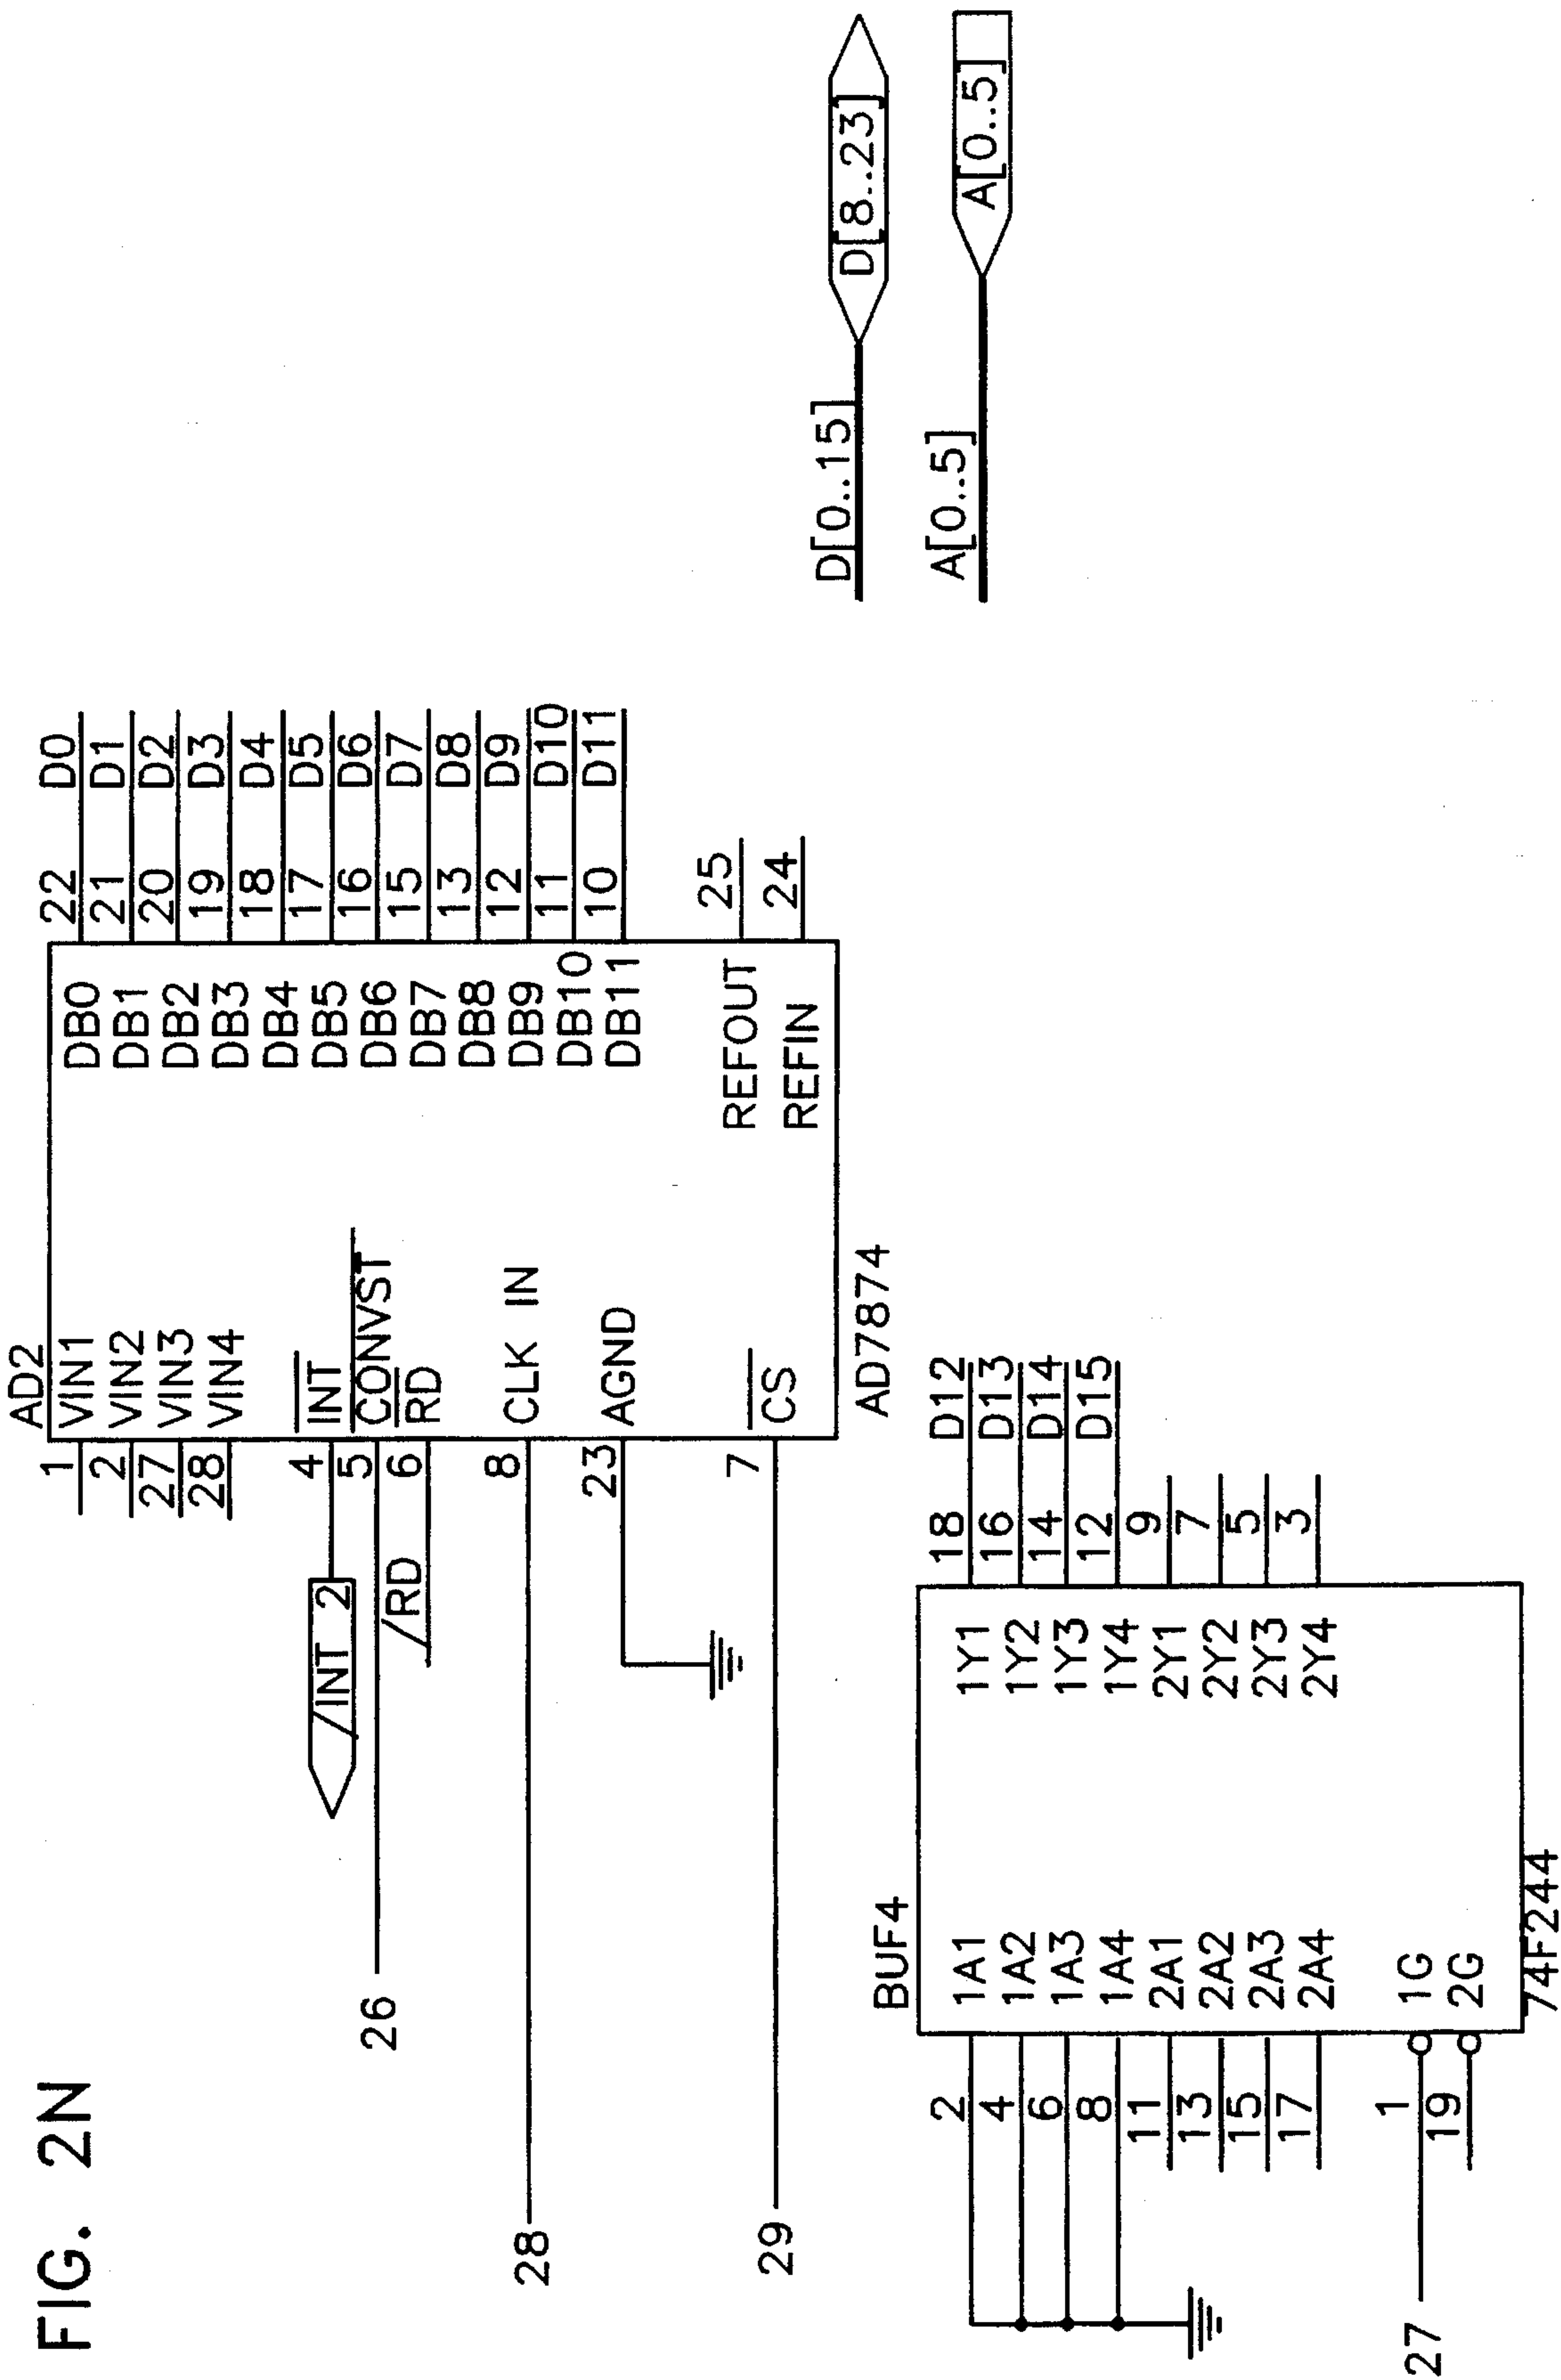 FIG. 2N
AD2
VIN1
VIN2
VIN3
VIN4
INT
CONVST
RD
CLK IN
AGND
CS
1
2
27
28
4
5
6
8
23
7
/INT 2
/RD
26
28
29
DB0
DB1
DB2
DB3
DB4
DB5
DB6
DB7
DB8
DB9
DB10
DB11
REFOUT
REFIN
22 D0
21 D1
20 D2
19 D3
18 D4
17 D5
16 D6
15 D7
13 D8
12 D9
11 D10
10 D11
25
24
AD7874
D[0..15] D[8..23]
A[0..5] A[0..5]
BUF4
2 1A1
4 1A2
6 1A3
8 1A4
11 2A1
13 2A2
15 2A3
17 2A4
1 1G
19 2G
27
1Y1 18 D12
1Y2 16 D13
1Y3 14 D14
1Y4 12 D15
2Y1 9
2Y2 7
2Y3 5
2Y4 3
74F244